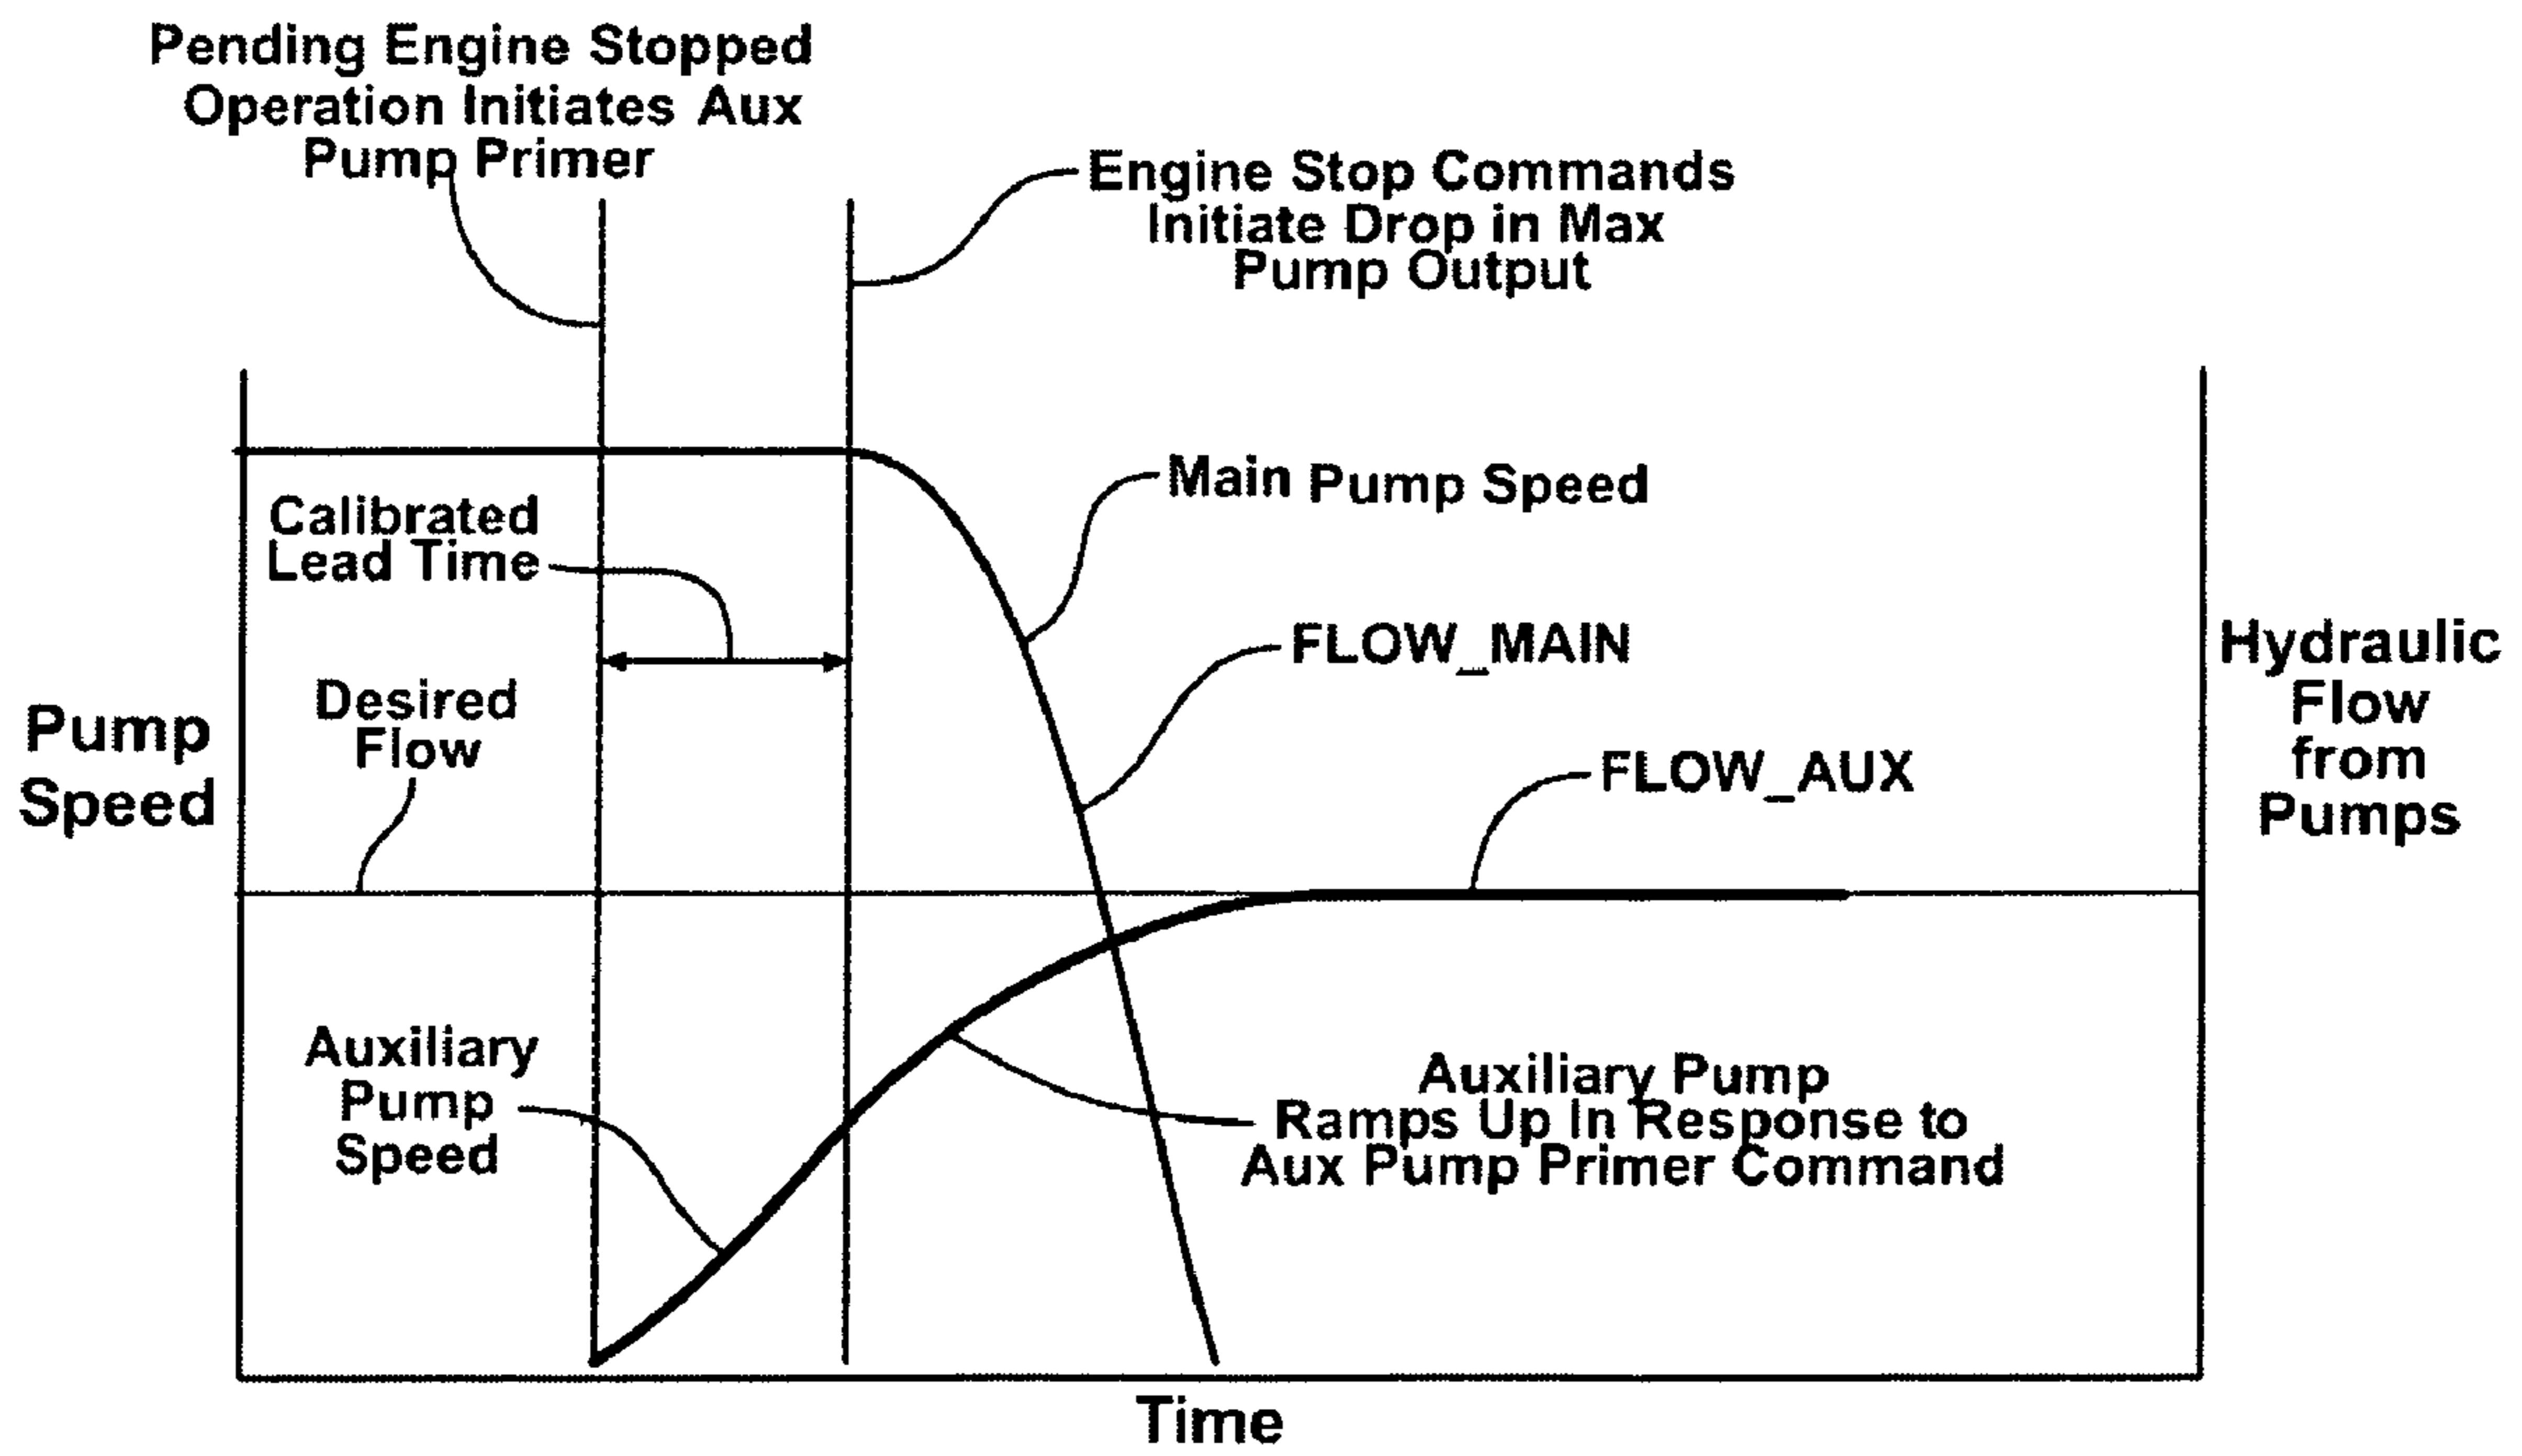 Pending Engine Stopped
Operation Initiates Aux
Pump Primer
Engine Stop Commands
Initiate Drop in Max
Pump Output
Main Pump Speed
Calibrated
Lead Time
FLOW_MAIN
Hydraulic
Flow
from
Pumps
Desired
Flow
Pump
Speed
FLOW_AUX
Auxiliary
Pump
Speed
Auxiliary Pump
Ramps Up In Response to
Aux Pump Primer Command
Time